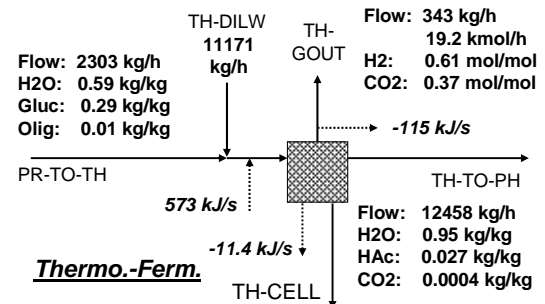 TH-DILW
11171
kg/h
Flow: 2303 kg/h
H2O: 0.59 kg/kg
Gluc: 0.29 kg/kg
Olig: 0.01 kg/kg
TH-
GOUT
Flow: 343 kg/h
19.2 kmol/h
H2: 0.61 mol/mol
CO2: 0.37 mol/mol
-115 kJ/s
PR-TO-TH
573 kJ/s
TH-TO-PH
-11.4 kJ/s
Flow: 12458 kg/h
H2O: 0.95 kg/kg
HAc: 0.027 kg/kg
CO2: 0.0004 kg/kg
Thermo.-Ferm.
TH-CELL